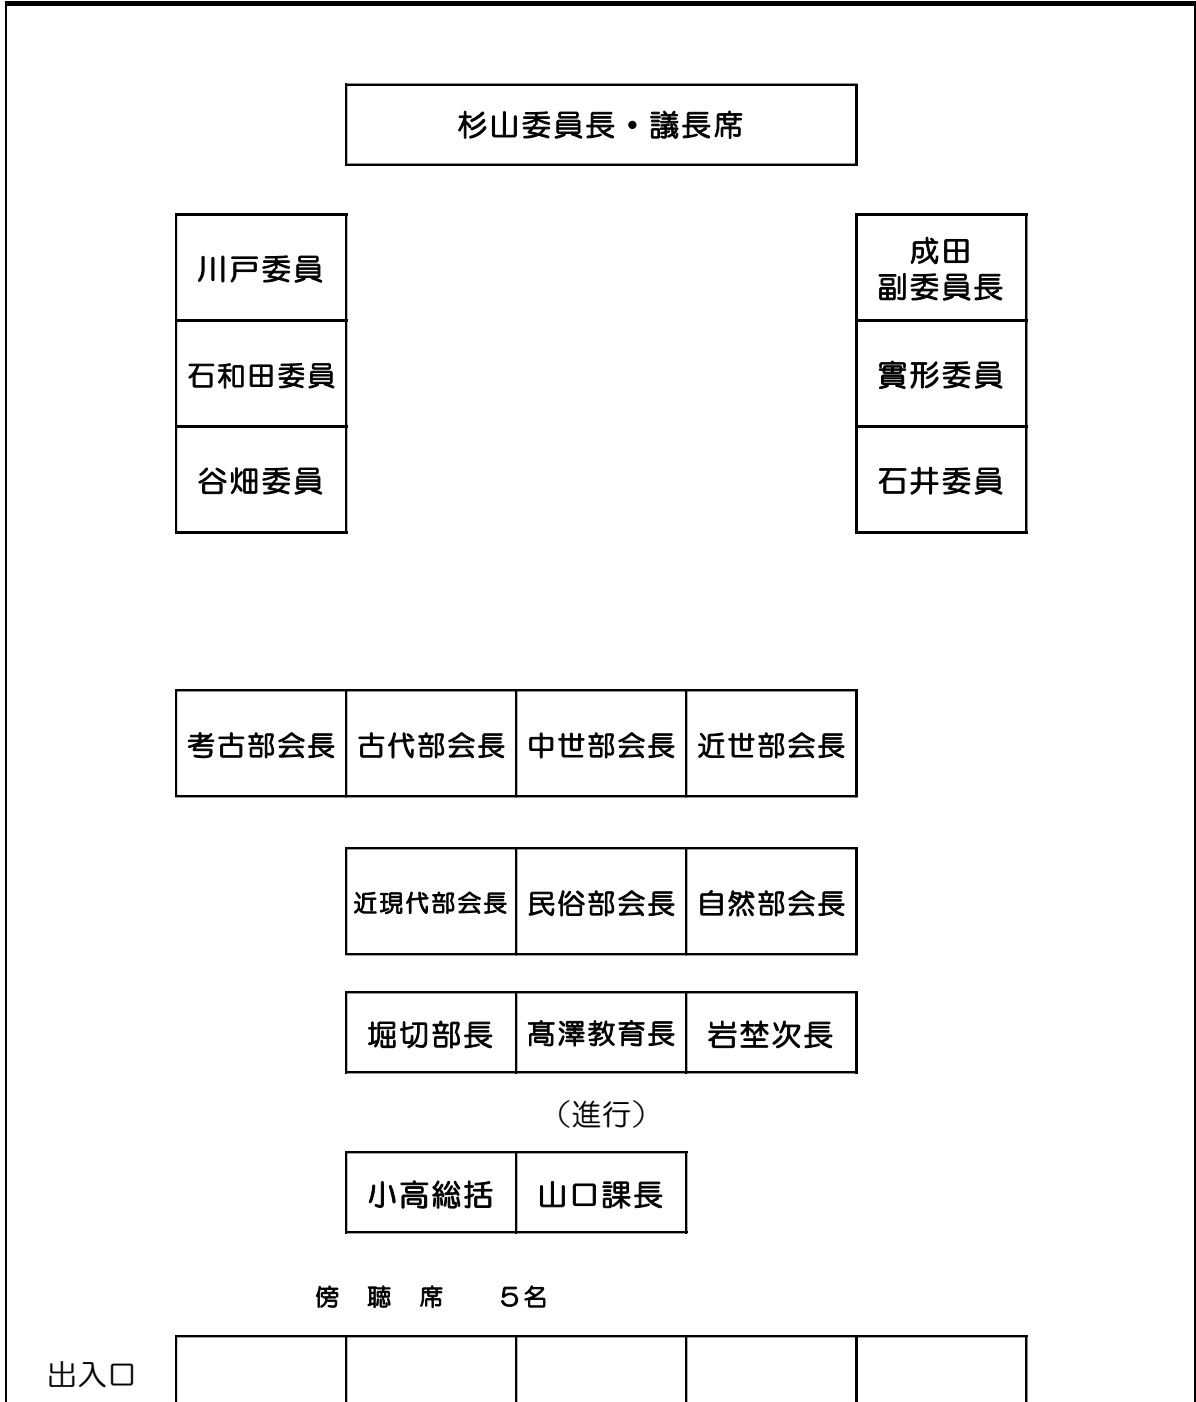 杉山委員長・議長席
川戸委員
成田
副委員長
石和田委員
實形委員
谷畑委員
石井委員
考古部会長
古代部会長
中世部会長
近世部会長
近現代部会長
民俗部会長
自然部会長
堀切部長
髙澤教育長
岩埜次長
（進行）
小高総括
山口課長
傍　聴　席　　５名
出入口